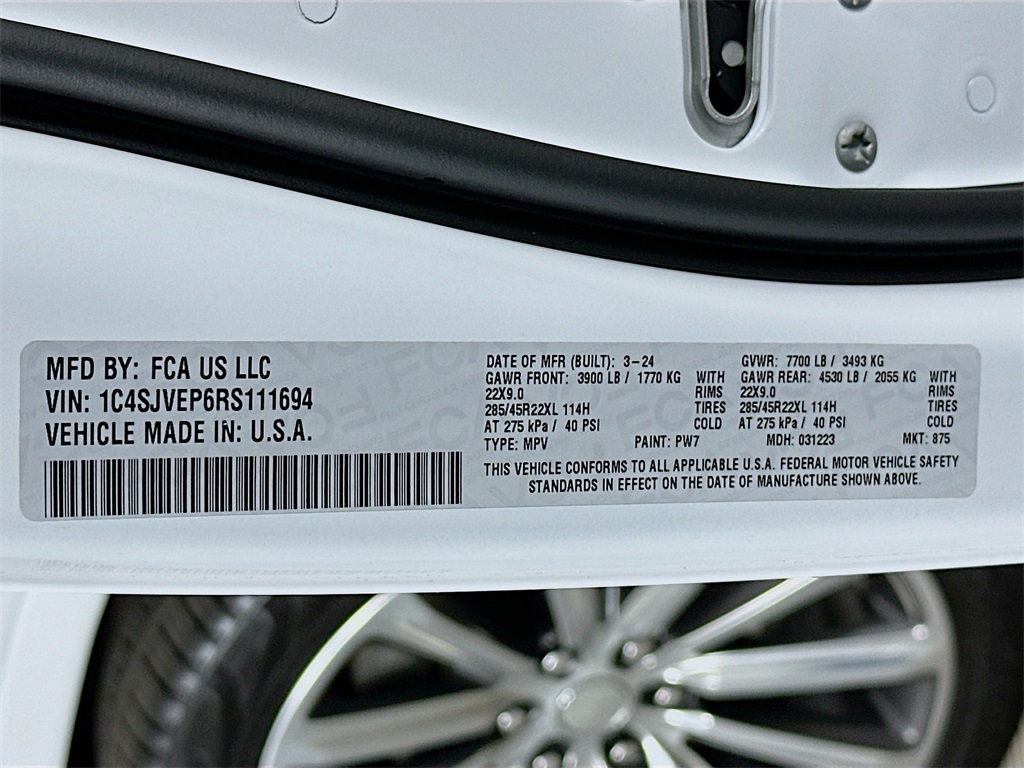 MFD BY: FCA US LLC
VIN: 1C4SJVEP6RS111694
VEHICLE MADE IN: U.S.A.
DATE OF MFR (BUILT): 3-24
GAWR FRONT: 3900 LB / 1770 KG WITH
22X9.0 RIMS
285/45R22XL 114H TIRES
AT 275 kPa / 40 PSI COLD
TYPE: MPV PAINT: PW7
GVWR: 7700 LB / 3493 KG
GAWR REAR: 4530 LB / 2055 KG WITH
22X9.0 RIMS
285/45R22XL 114H TIRES
AT 275 kPa / 40 PSI COLD
MDH: 031223 MKT: 875
THIS VEHICLE CONFORMS TO ALL APPLICABLE U.S.A. FEDERAL MOTOR VEHICLE SAFETY
STANDARDS IN EFFECT ON THE DATE OF MANUFACTURE SHOWN ABOVE.